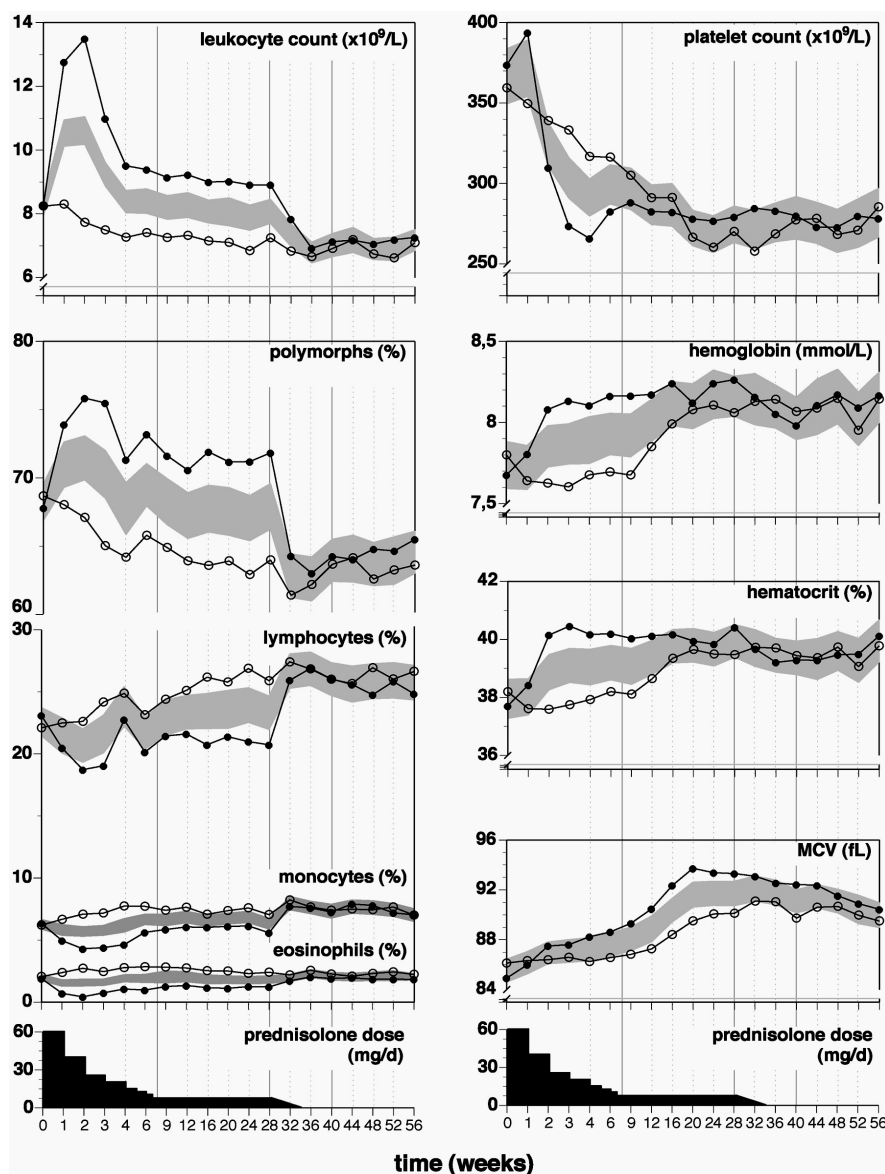 leukocyte count (x10⁹/L)
14
12
10
8
6
polymorphs (%)
80
70
60
lymphocytes (%)
30
20
10
0
monocytes (%)
eosinophils (%)
prednisolone dose
(mg/d)
60
30
0
0 1 2 3 4 6 9 12 16 20 24 28 32 36 40 44 48 52 56
platelet count (x10⁹/L)
400
350
300
250
hemoglobin (mmol/L)
8,5
8
7,5
hematocrit (%)
42
40
38
36
MCV (fL)
96
92
88
84
prednisolone dose
(mg/d)
60
30
0
0 1 2 3 4 6 9 12 16 20 24 28 32 36 40 44 48 52 56
time (weeks)